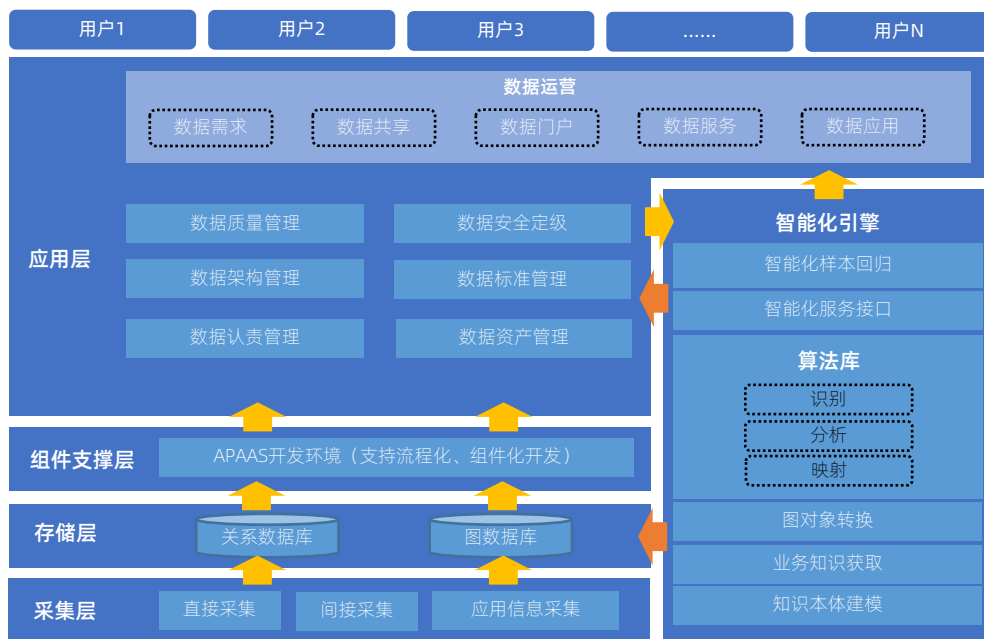 用户1
用户2
用户3
……
用户N
数据运营
数据需求
数据共享
数据门户
数据服务
数据应用
应用层
数据质量管理
数据安全定级
数据架构管理
数据标准管理
数据认责管理
数据资产管理
智能化引擎
智能化样本回归
智能化服务接口
算法库
识别
分析
映射
图对象转换
业务知识获取
知识本体建模
组件支撑层
APAAS开发环境（支持流程化、组件化开发）
存储层
关系数据库
图数据库
采集层
直接采集
间接采集
应用信息采集